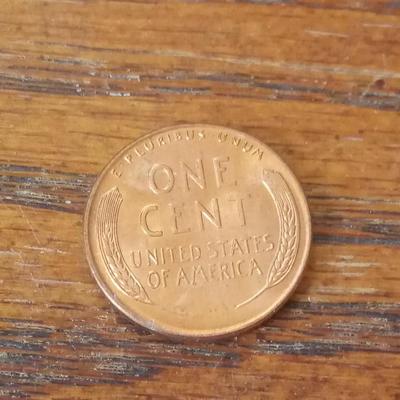 E PLURIBUS UNUM
ONE
CENT
UNITED STATES
OF AMERICA